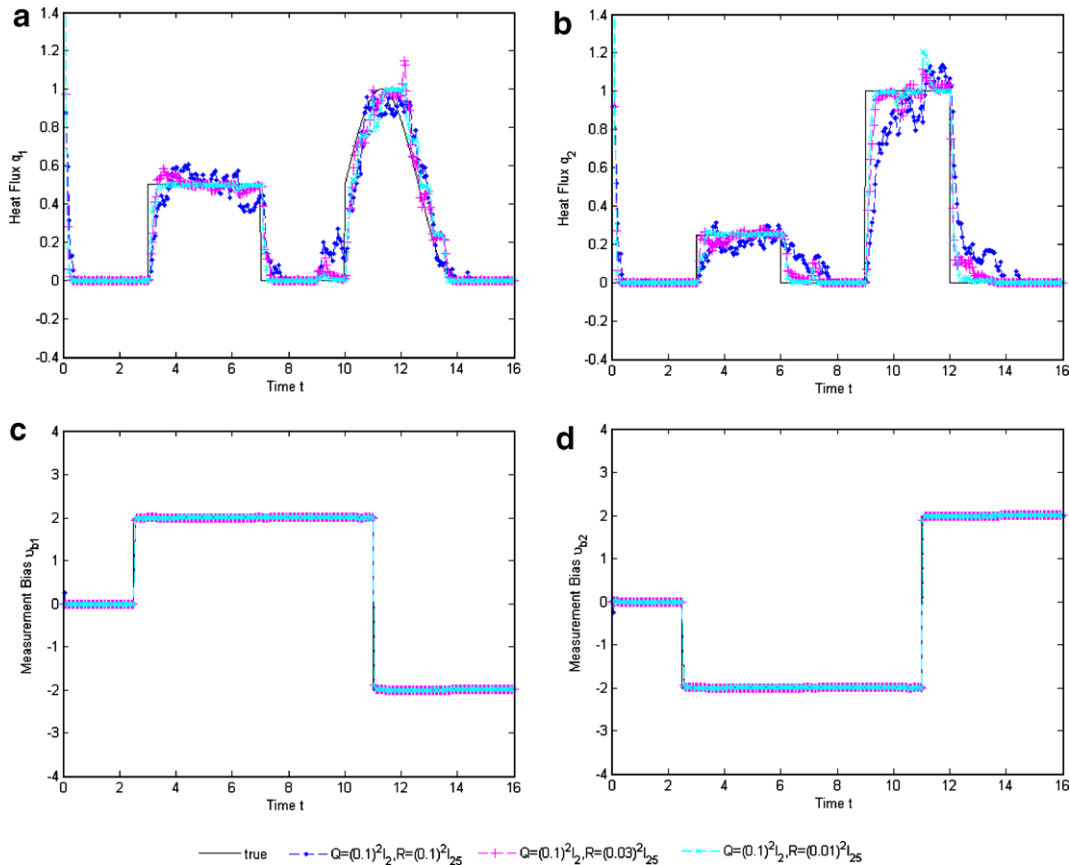 a
1.4
1.2
1
0.8
0.6
0.4
0.2
0
-0.2
-0.4
Heat Flux q1
0 2 4 6 8 10 12 14 16
Time t
b
1.4
1.2
1
0.8
0.6
0.4
0.2
0
-0.2
-0.4
Heat Flux q2
0 2 4 6 8 10 12 14 16
Time t
c
4
3
2
1
0
-1
-2
-3
-4
Measurement Bias ub1
0 2 4 6 8 10 12 14 16
Time t
d
4
3
2
1
0
-1
-2
-3
-4
Measurement Bias ub2
0 2 4 6 8 10 12 14 16
Time t
true Q=(0.1)²I₂,R=(0.1)²I₂₅ Q=(0.1)²I₂,R=(0.03)²I₂₅ Q=(0.1)²I₂,R=(0.01)²I₂₅